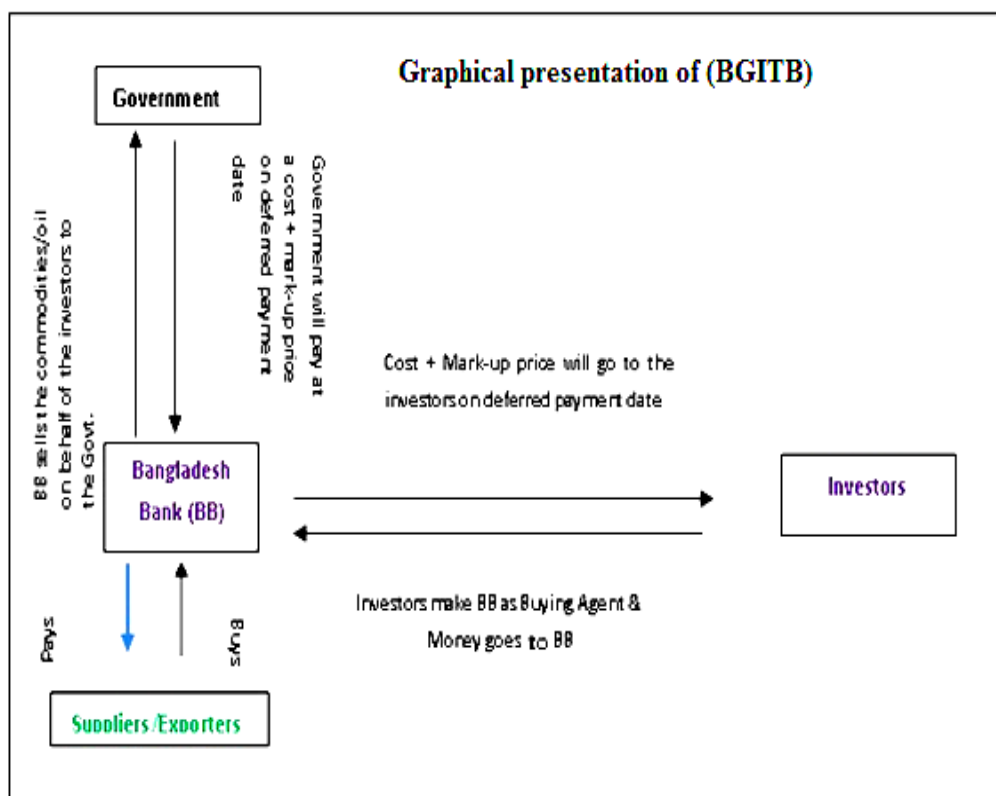 Graphical presentation of (BGITB)
Government
BB sells the commodities/oil
on behalf of the investors to
the Govt.
Government will pay at
a cost + mark-up price
on deferred payment
date
Cost + Mark-up price will go to the
investors on deferred payment date
Bangladesh
Bank (BB)
Investors
Investors make BB as Buying Agent &
Money goes to BB
Pays
Buys
Suppliers/Exporters